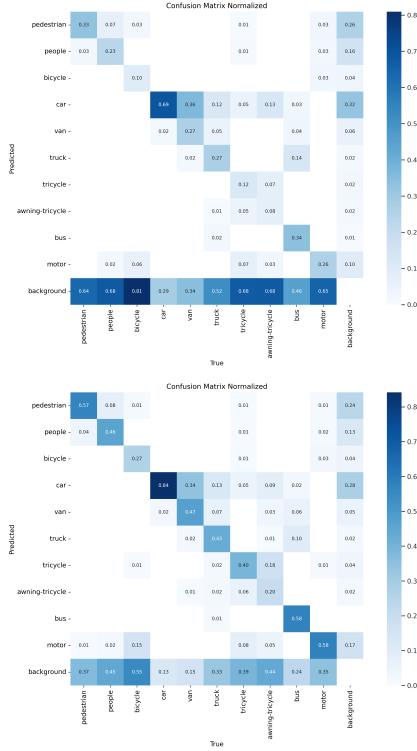 Confusion Matrix Normalized
0.8
pedestrian 0.33 0.07 0.03 0.01 0.03 0.26
people 0.03 0.23 0.01 0.03 0.16
0.7
bicycle 0.10 0.03 0.04
0.6
car 0.69 0.36 0.12 0.05 0.13 0.03 0.32
0.5
van 0.02 0.27 0.05 0.04 0.06
truck 0.02 0.27 0.14 0.02
0.4
Predicted
tricycle 0.12 0.07 0.02
0.3
awning-tricycle 0.01 0.05 0.08 0.02
0.2
bus 0.02 0.34 0.01
motor 0.02 0.06 0.07 0.03 0.26 0.10
0.1
background 0.64 0.68 0.81 0.29 0.34 0.52 0.68 0.68 0.46 0.65
0.0
pedestrian people bicycle car van truck tricycle awning-tricycle bus motor background
True
Confusion Matrix Normalized
pedestrian 0.57 0.08 0.01 0.01 0.01 0.24
0.8
people 0.04 0.46 0.01 0.02 0.13
0.7
bicycle 0.27 0.01 0.03 0.04
0.6
car 0.84 0.34 0.13 0.05 0.09 0.02 0.28
0.5
van 0.02 0.47 0.07 0.03 0.06 0.05
truck 0.02 0.43 0.01 0.10 0.02
0.4
Predicted
tricycle 0.01 0.02 0.40 0.18 0.01 0.04
0.3
awning-tricycle 0.01 0.02 0.06 0.20 0.02
0.2
bus 0.01 0.58
motor 0.01 0.02 0.15 0.08 0.05 0.58 0.17
0.1
background 0.37 0.45 0.55 0.13 0.15 0.33 0.39 0.44 0.24 0.35
0.0
pedestrian people bicycle car van truck tricycle awning-tricycle bus motor background
True